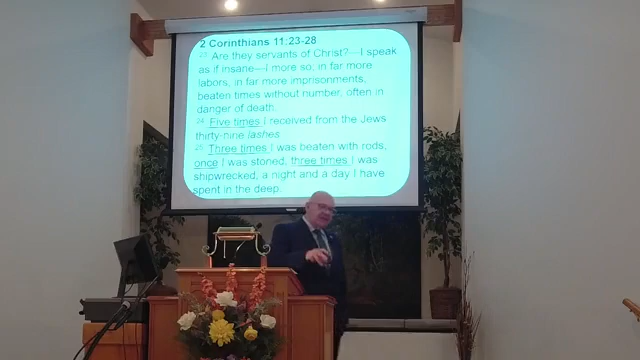 2 Corinthians 11:23-28
23 Are they servants of Christ?—I speak
as if insane—I more so; in far more
labors, in far more imprisonments,
beaten times without number, often in
danger of death.
24 Five times I received from the Jews
thirty-nine lashes.
25 Three times I was beaten with rods,
once I was stoned, three times I was
shipwrecked, a night and a day I have
spent in the deep.